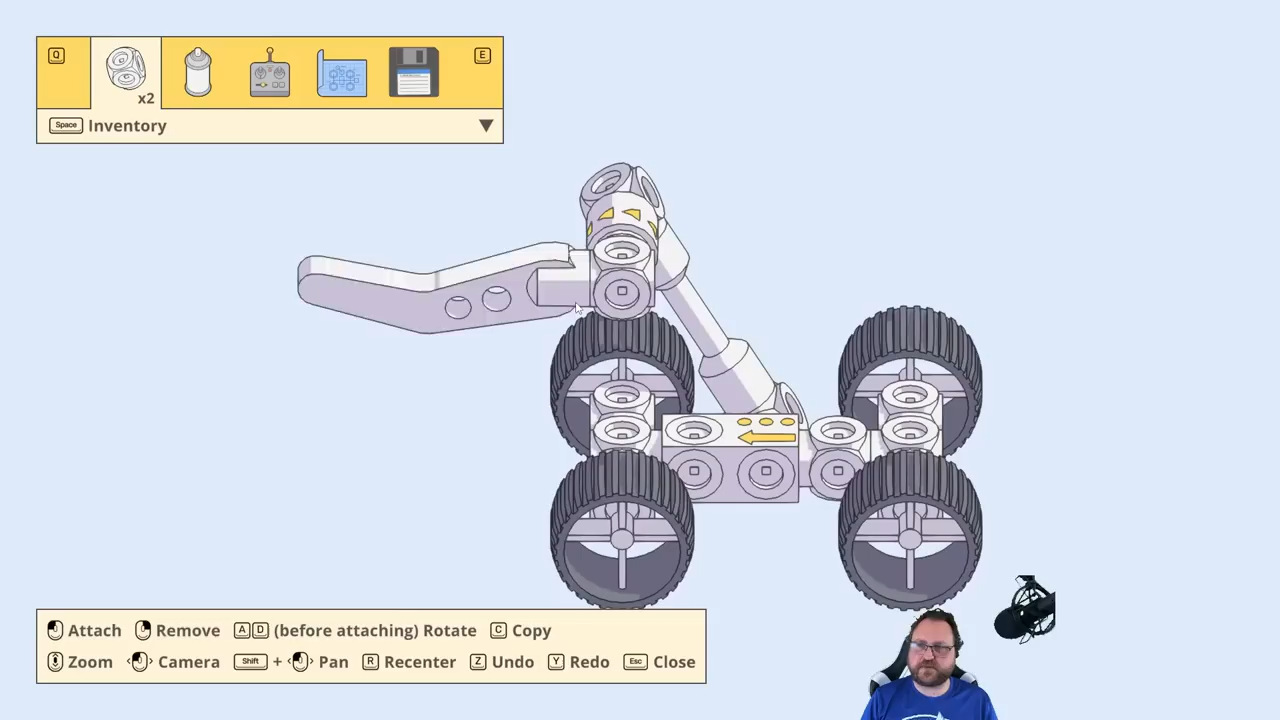 Q
E
x2
Space Inventory
Attach Remove A D (before attaching) Rotate C Copy
Zoom Camera Shift + Pan R Recenter Z Undo Y Redo Esc Close